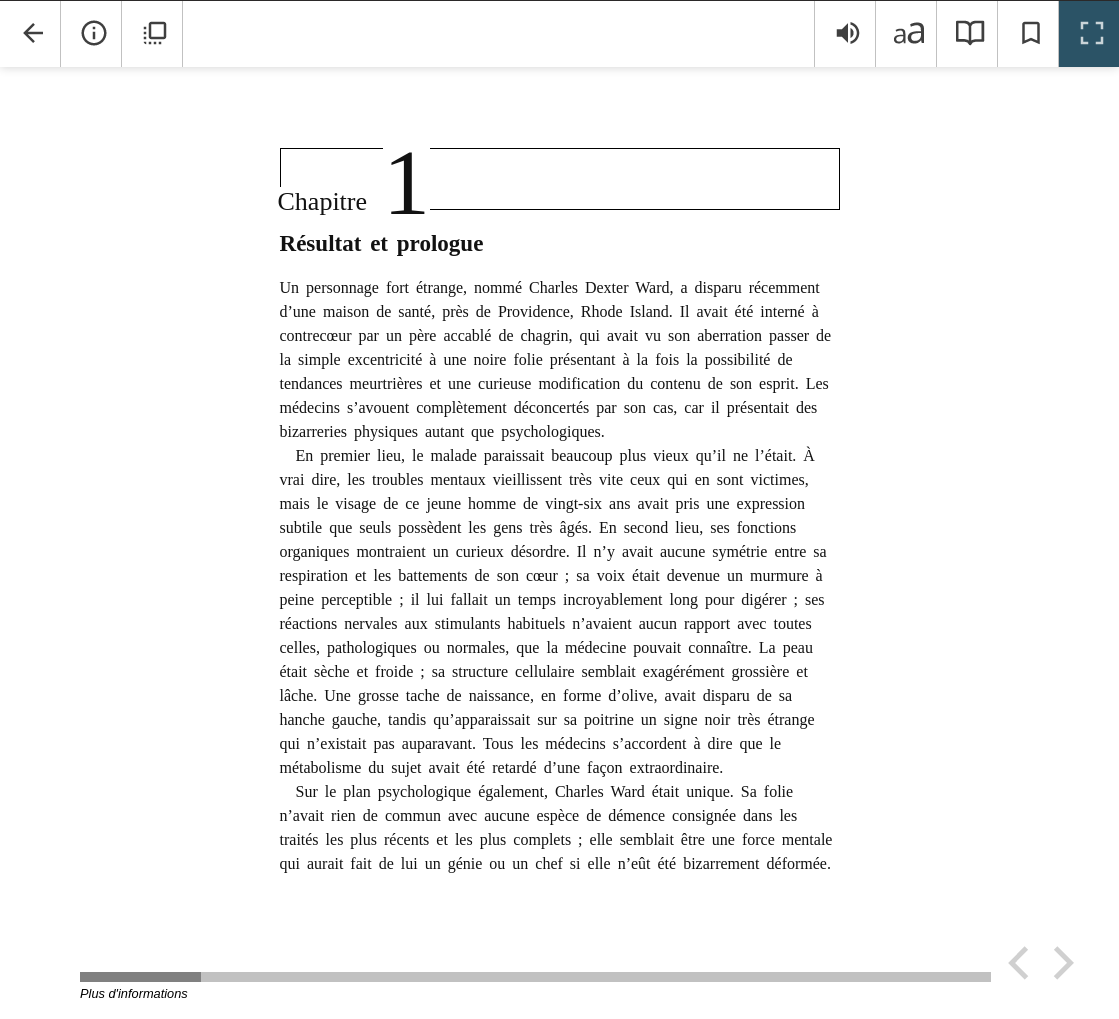 aa
Chapitre 1
Résultat et prologue
Un personnage fort étrange, nommé Charles Dexter Ward, a disparu récemment
d’une maison de santé, près de Providence, Rhode Island. Il avait été interné à
contrecœur par un père accablé de chagrin, qui avait vu son aberration passer de
la simple excentricité à une noire folie présentant à la fois la possibilité de
tendances meurtrières et une curieuse modification du contenu de son esprit. Les
médecins s’avouent complètement déconcertés par son cas, car il présentait des
bizarreries physiques autant que psychologiques.
En premier lieu, le malade paraissait beaucoup plus vieux qu’il ne l’était. À
vrai dire, les troubles mentaux vieillissent très vite ceux qui en sont victimes,
mais le visage de ce jeune homme de vingt-six ans avait pris une expression
subtile que seuls possèdent les gens très âgés. En second lieu, ses fonctions
organiques montraient un curieux désordre. Il n’y avait aucune symétrie entre sa
respiration et les battements de son cœur ; sa voix était devenue un murmure à
peine perceptible ; il lui fallait un temps incroyablement long pour digérer ; ses
réactions nervales aux stimulants habituels n’avaient aucun rapport avec toutes
celles, pathologiques ou normales, que la médecine pouvait connaître. La peau
était sèche et froide ; sa structure cellulaire semblait exagérément grossière et
lâche. Une grosse tache de naissance, en forme d’olive, avait disparu de sa
hanche gauche, tandis qu’apparaissait sur sa poitrine un signe noir très étrange
qui n’existait pas auparavant. Tous les médecins s’accordent à dire que le
métabolisme du sujet avait été retardé d’une façon extraordinaire.
Sur le plan psychologique également, Charles Ward était unique. Sa folie
n’avait rien de commun avec aucune espèce de démence consignée dans les
traités les plus récents et les plus complets ; elle semblait être une force mentale
qui aurait fait de lui un génie ou un chef si elle n’eût été bizarrement déformée.
Plus d'informations